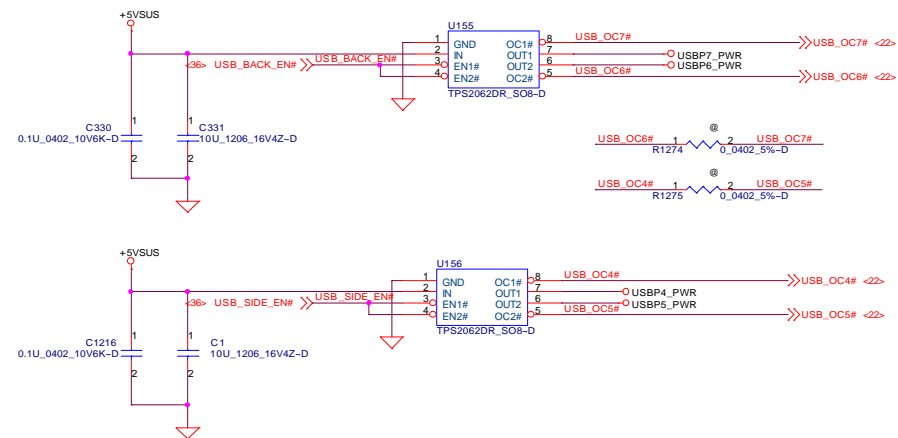 +5VSUS
U155
1 GND OC1# 8 USB_OC7# USB_OC7# <22>
2 IN OUT1 7 USBP7_PWR
<36> USB_BACK_EN# USB_BACK_EN# 3 EN1# OUT2 6 USBP6_PWR
4 EN2# OC2# 5 USB_OC6# USB_OC6# <22>
TPS2062DR_SO8~D
1 1
C330 C331
0.1U_0402_10V6K~D 10U_1206_16V4Z~D
2 2
@
USB_OC6# 1 2 USB_OC7#
R1274 0_0402_5%~D
@
USB_OC4# 1 2 USB_OC5#
R1275 0_0402_5%~D
+5VSUS
U156
1 GND OC1# 8 USB_OC4# USB_OC4# <22>
2 IN OUT1 7 USBP4_PWR
<36> USB_SIDE_EN# USB_SIDE_EN# 3 EN1# OUT2 6 USBP5_PWR
4 EN2# OC2# 5 USB_OC5# USB_OC5# <22>
TPS2062DR_SO8~D
1 1
C1216 C1
0.1U_0402_10V6K~D 10U_1206_16V4Z~D
2 2